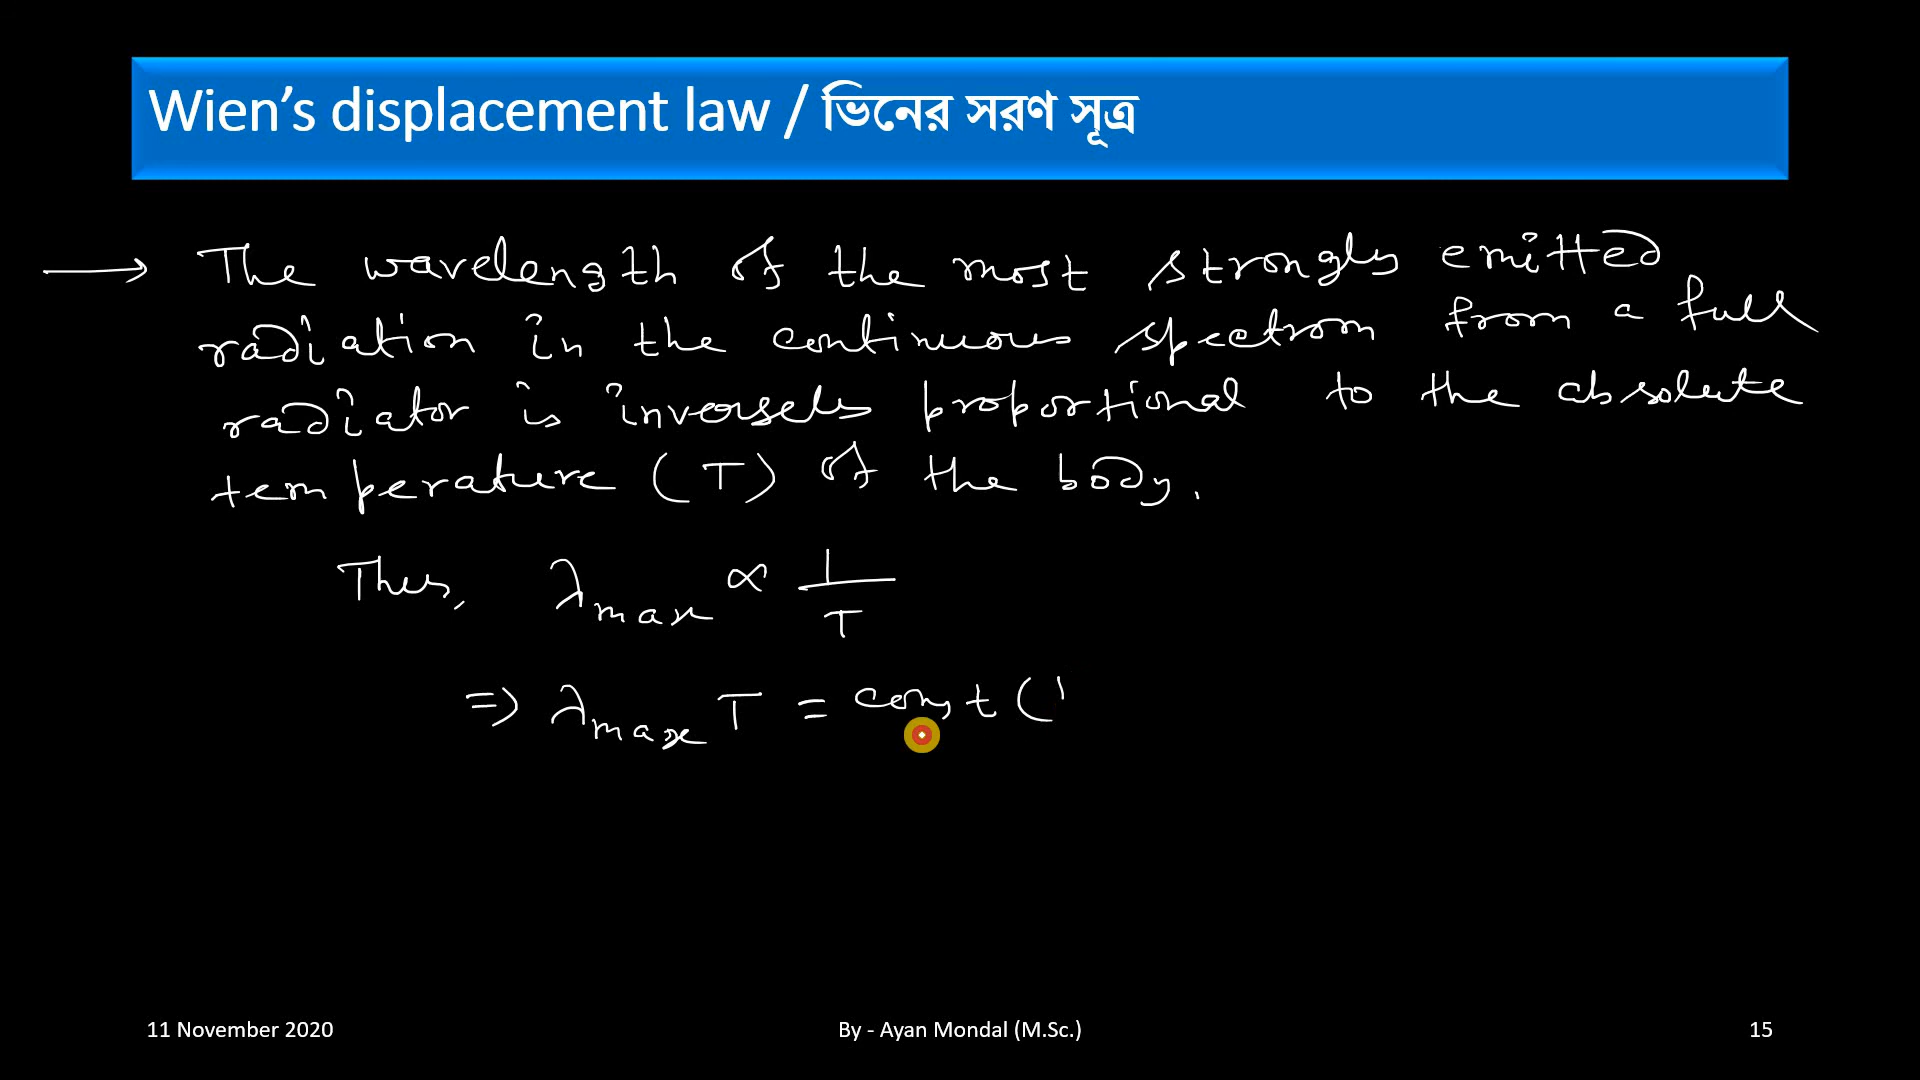 Wien’s displacement law / ভিনের সরণ সূত্র
→ The wavelength of the most strongly emitted
radiation in the continuous spectrum from a full
radiator is inversely proportional to the absolute
temperature (T) of the body.
Thus, λmax ∝ 1/T
=> λmax T = const (
11 November 2020
By - Ayan Mondal (M.Sc.)
15